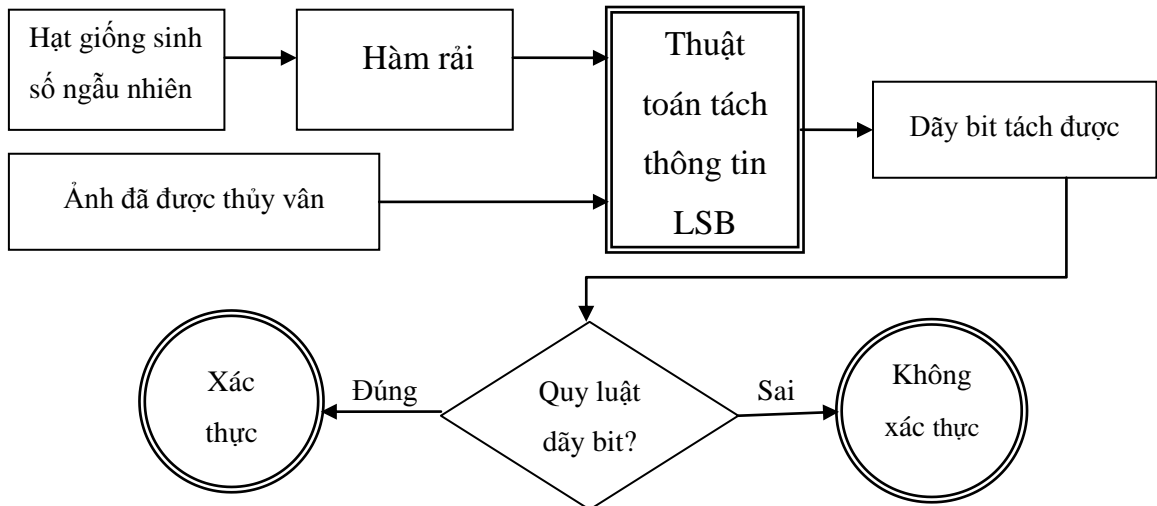 Hạt giống sinh
số ngẫu nhiên
Hàm rải
Thuật
toán tách
thông tin
LSB
Dãy bit tách được
Ảnh đã được thủy vân
Xác
thực
Đúng
Quy luật
dãy bit?
Sai
Không
xác thực